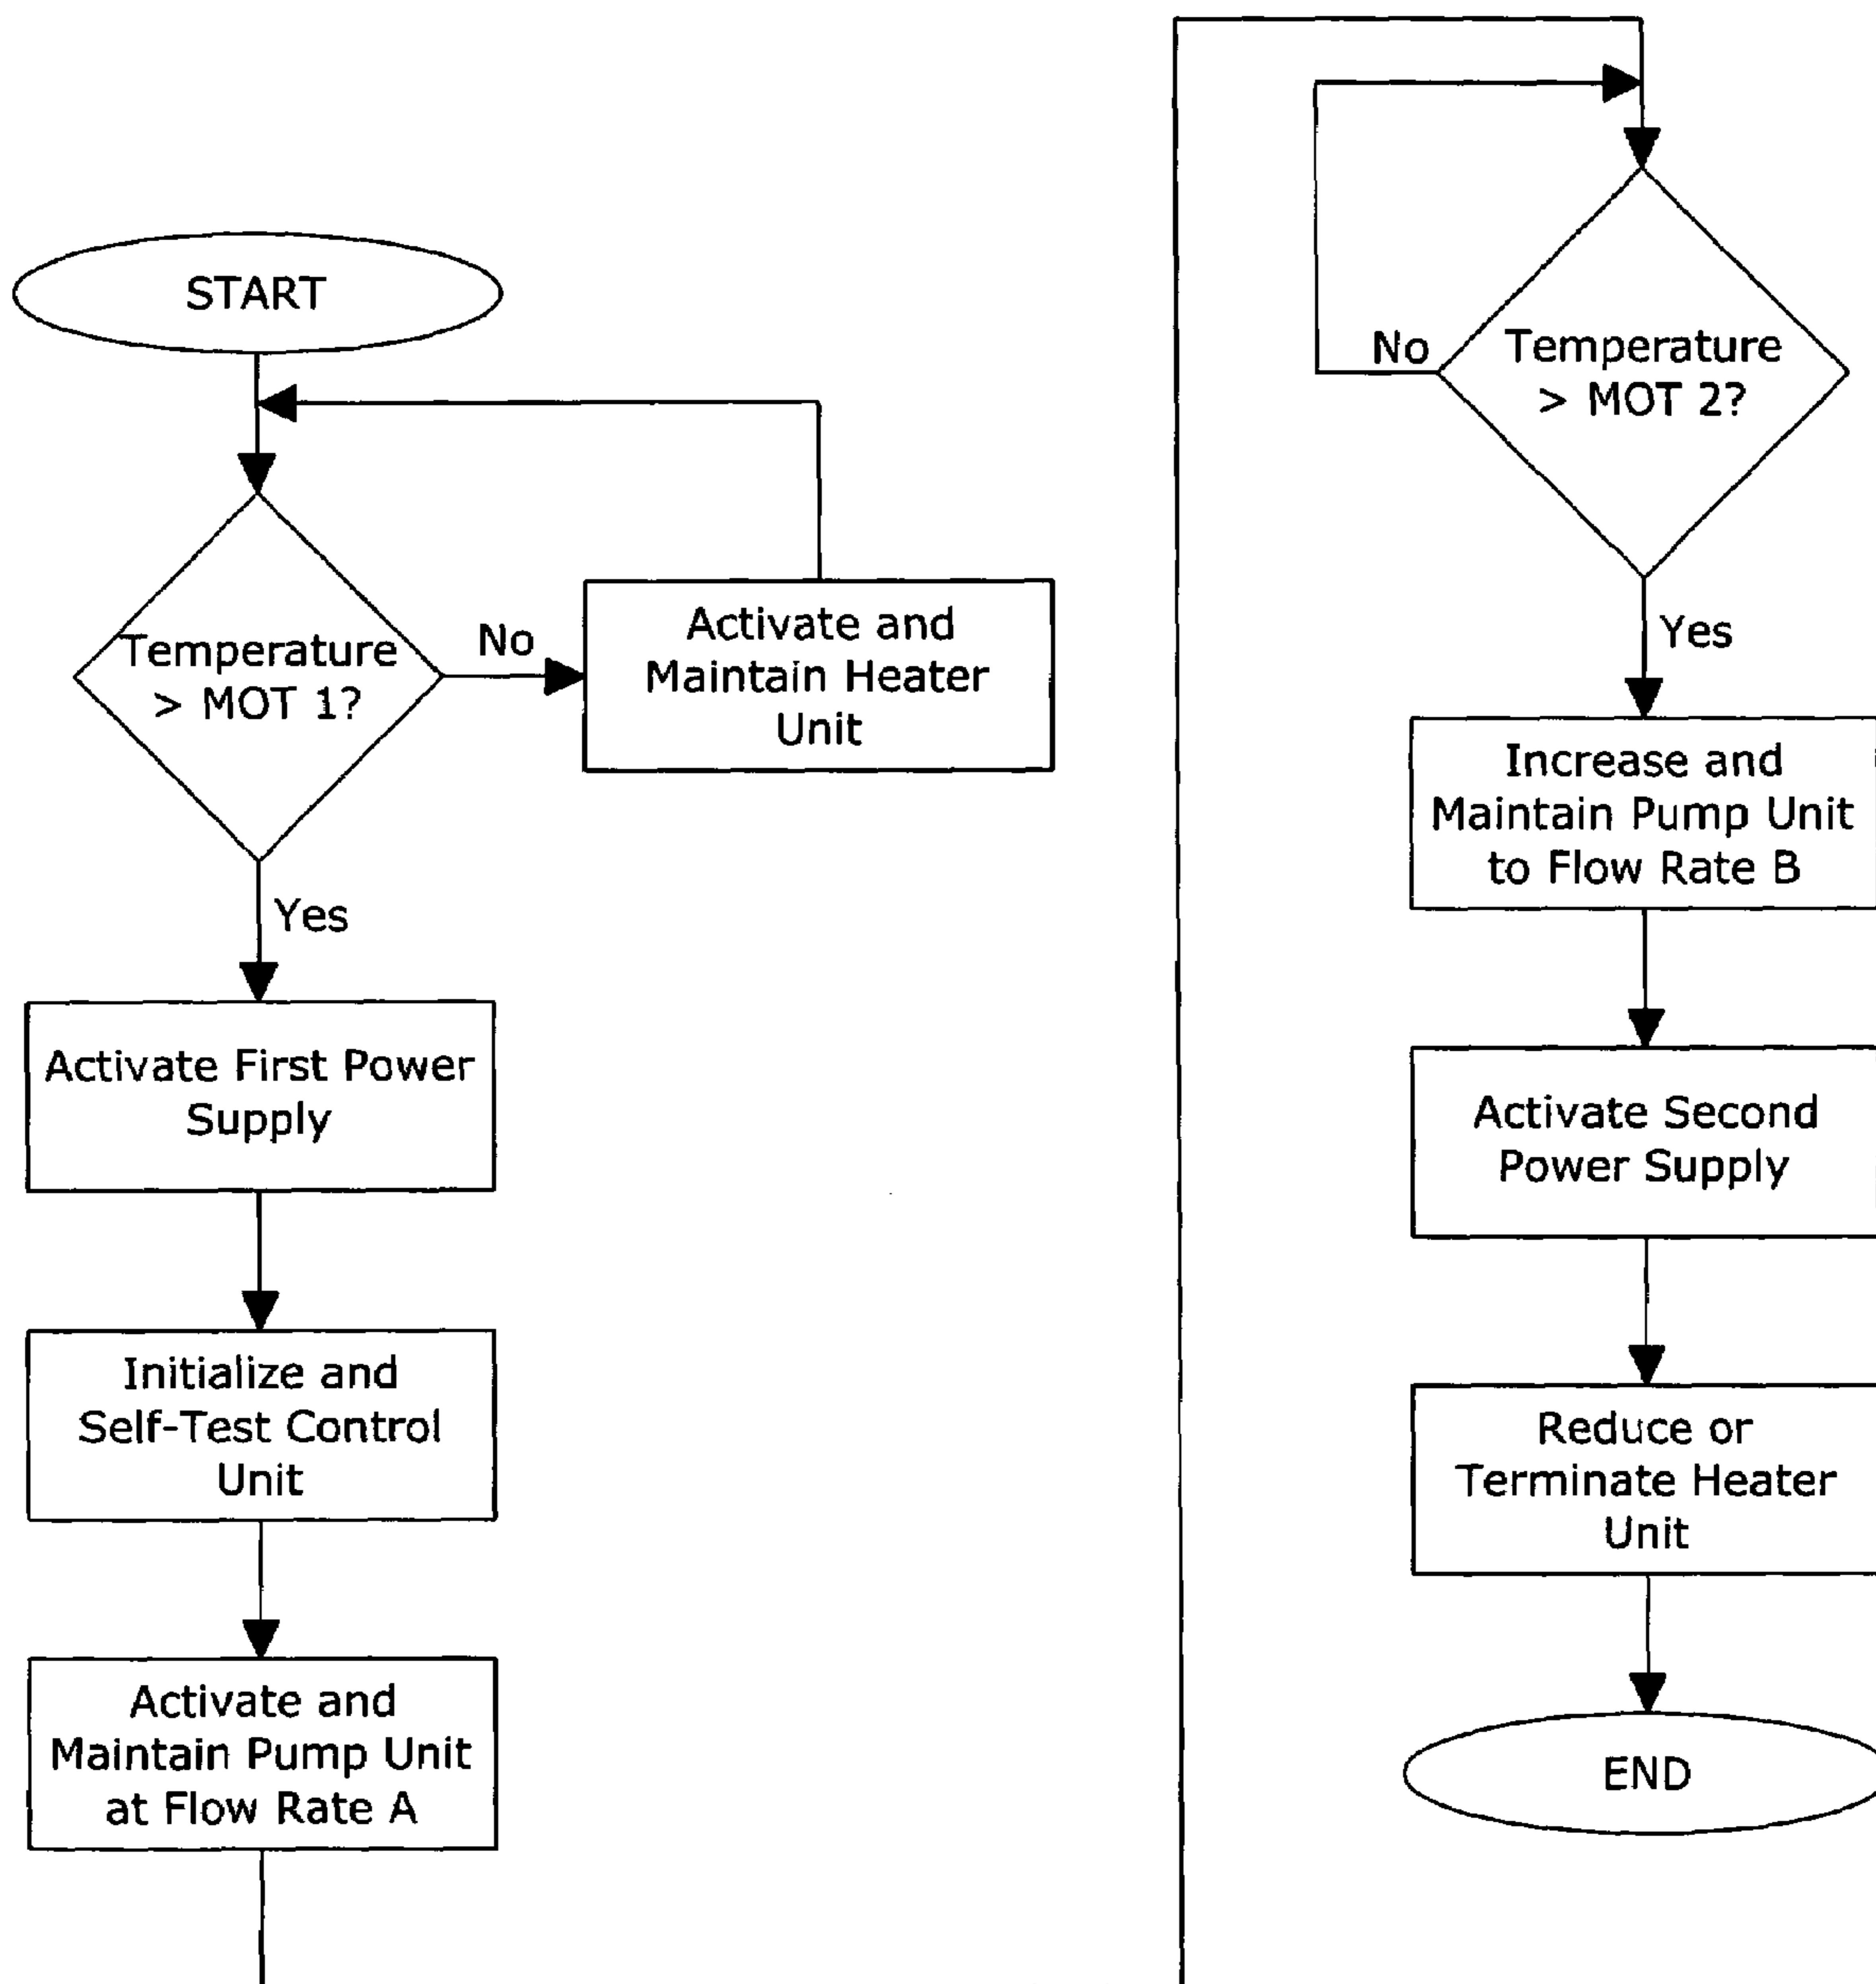 START
Temperature
> MOT 1?
No
Activate and
Maintain Heater
Unit
Yes
Activate First Power
Supply
Initialize and
Self-Test Control
Unit
Activate and
Maintain Pump Unit
at Flow Rate A
Temperature
> MOT 2?
No
Yes
Increase and
Maintain Pump Unit
to Flow Rate B
Activate Second
Power Supply
Reduce or
Terminate Heater
Unit
END